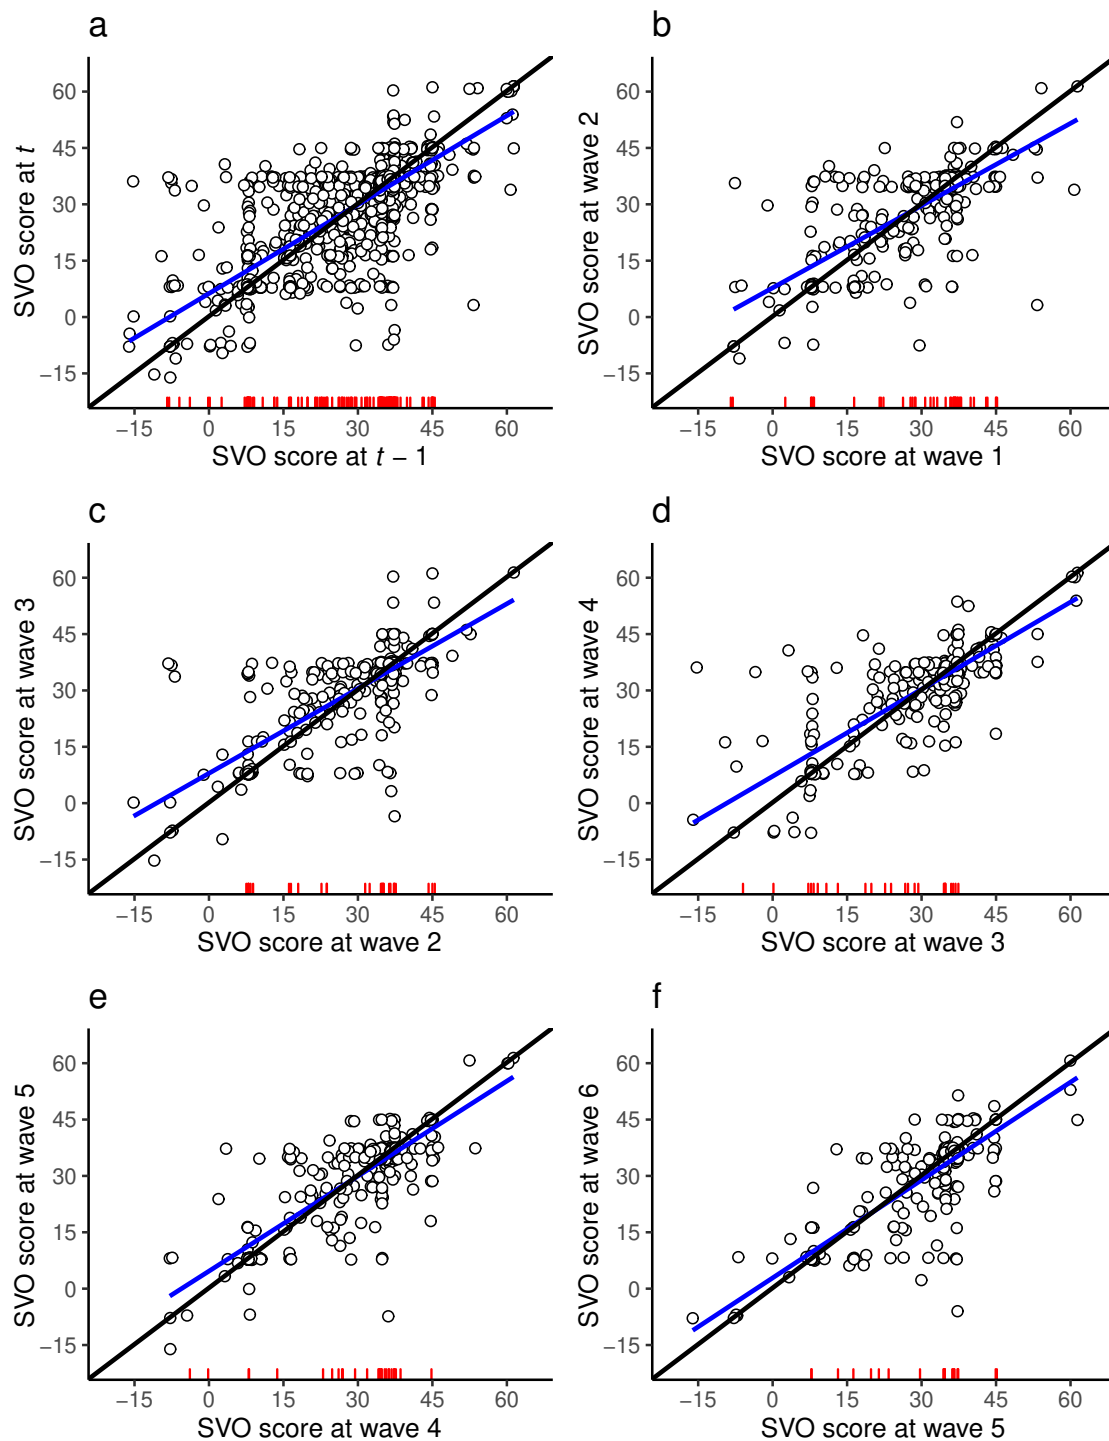 a
60
45
30
15
0
−15
−15 0 15 30 45 60
SVO score at t
SVO score at t − 1
b
60
45
30
15
0
−15
−15 0 15 30 45 60
SVO score at wave 2
SVO score at wave 1
c
60
45
30
15
0
−15
−15 0 15 30 45 60
SVO score at wave 3
SVO score at wave 2
d
60
45
30
15
0
−15
−15 0 15 30 45 60
SVO score at wave 4
SVO score at wave 3
e
60
45
30
15
0
−15
−15 0 15 30 45 60
SVO score at wave 5
SVO score at wave 4
f
60
45
30
15
0
−15
−15 0 15 30 45 60
SVO score at wave 6
SVO score at wave 5